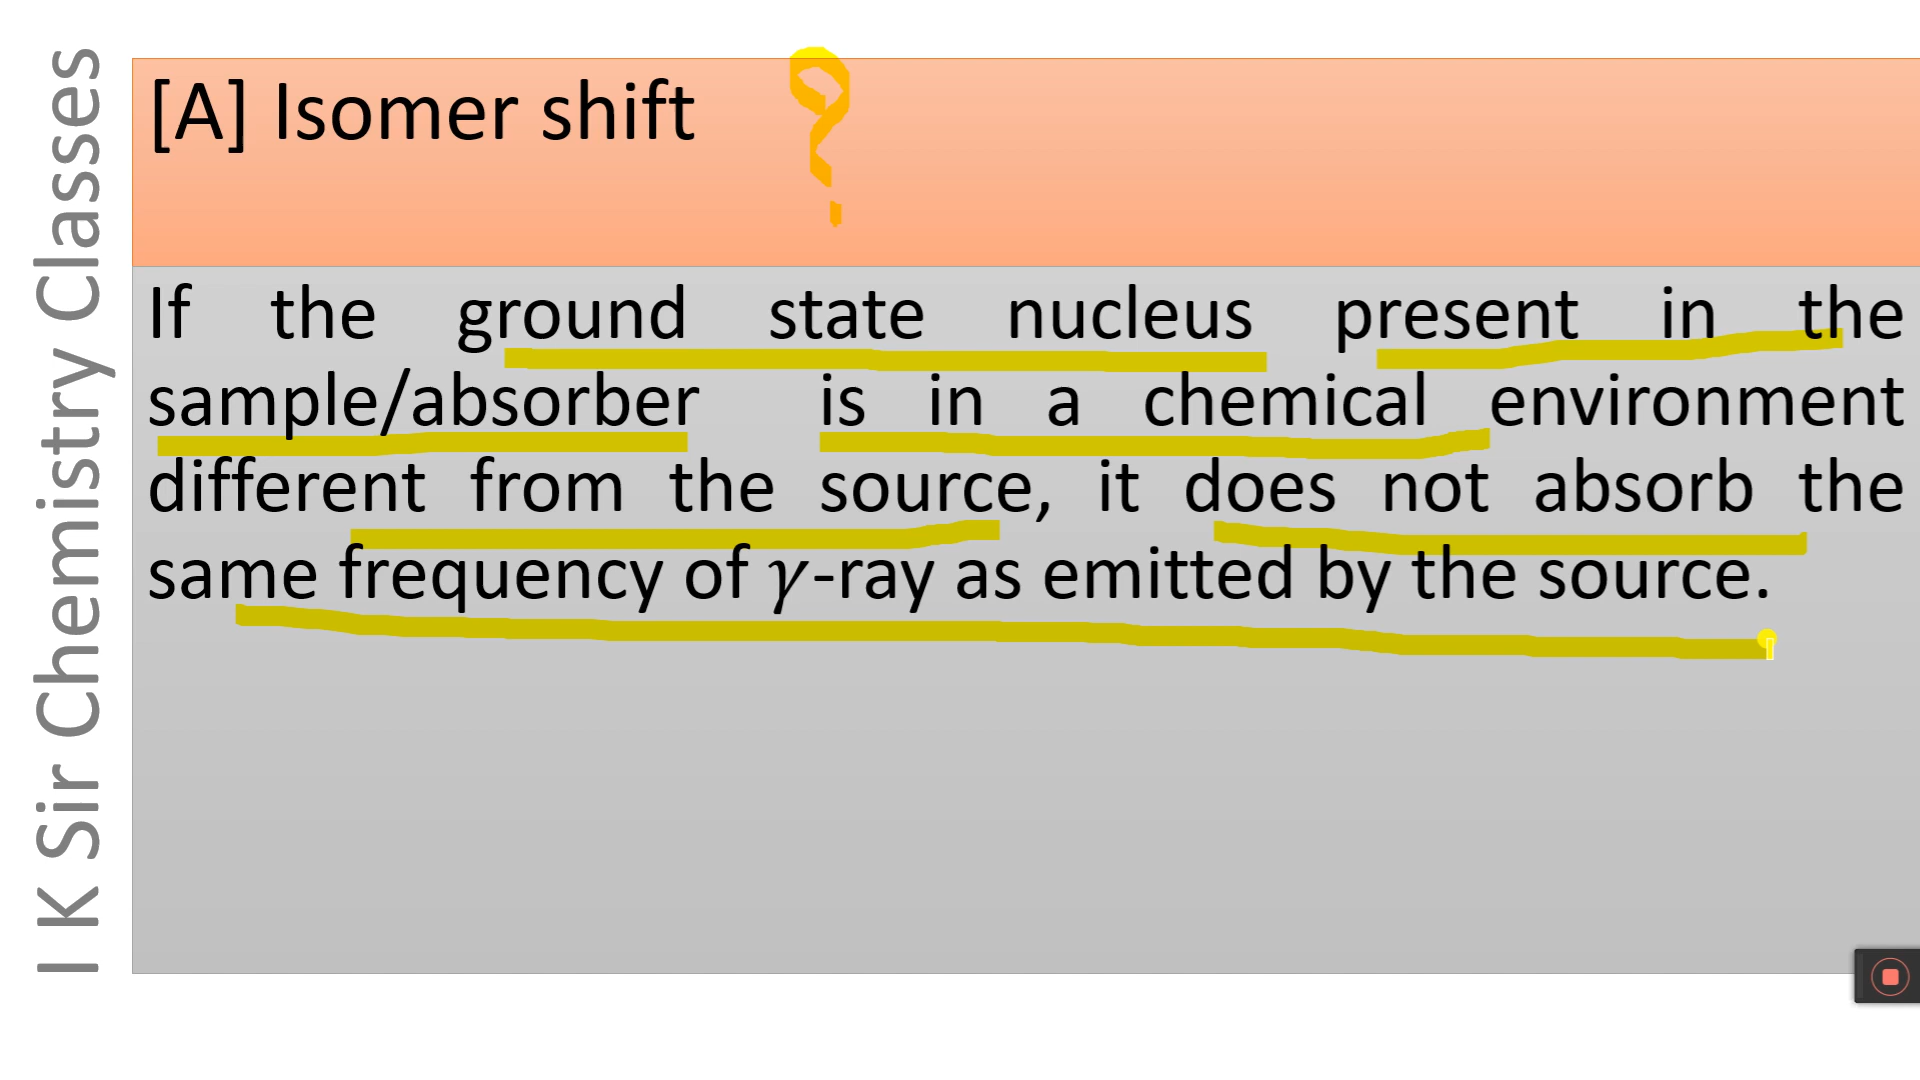 I K Sir Chemistry Classes
[A] Isomer shift ?
If the ground state nucleus present in the
sample/absorber is in a chemical environment
different from the source, it does not absorb the
same frequency of γ-ray as emitted by the source.